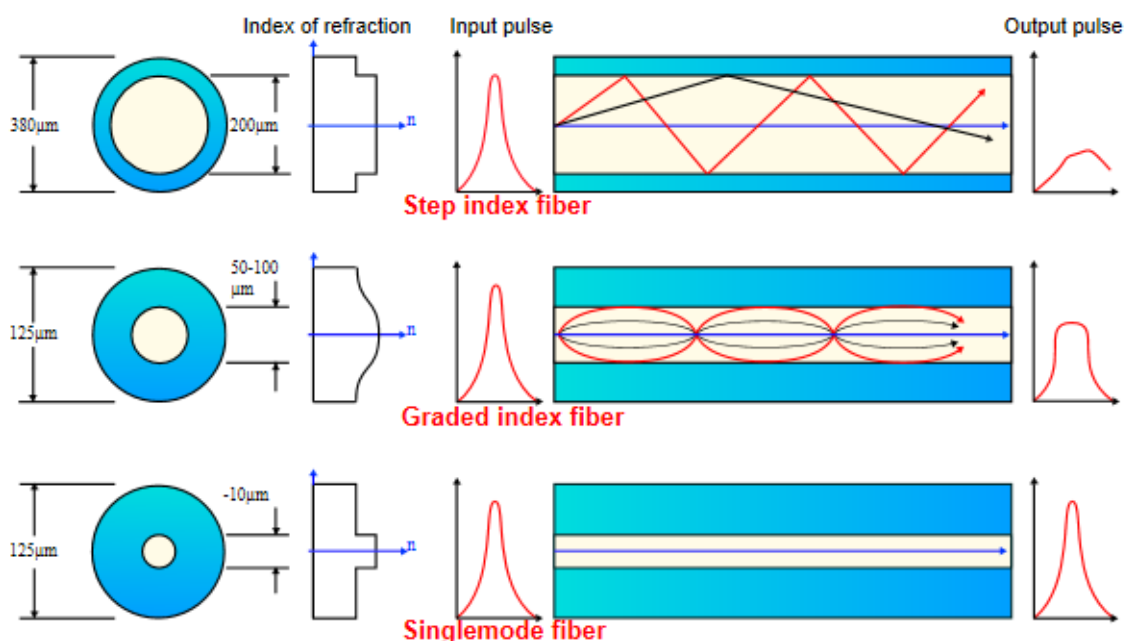 Index of refraction
Input pulse
Output pulse
380µm
200µm
n
Step index fiber
125µm
50-100
µm
n
Graded index fiber
125µm
-10µm
n
Singlemode fiber